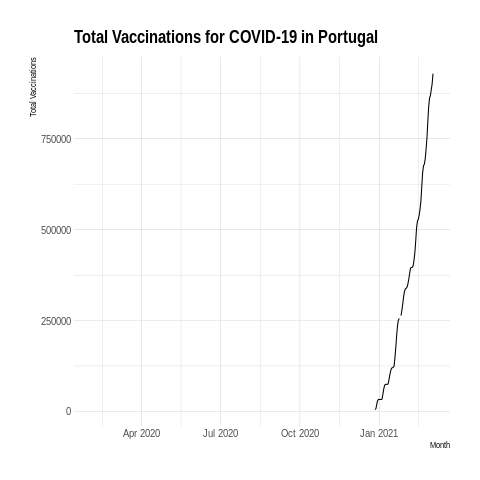 Total Vaccinations for COVID-19 in Portugal
Total Vaccinations
750000
500000
250000
0
Apr 2020 Jul 2020 Oct 2020 Jan 2021
Month